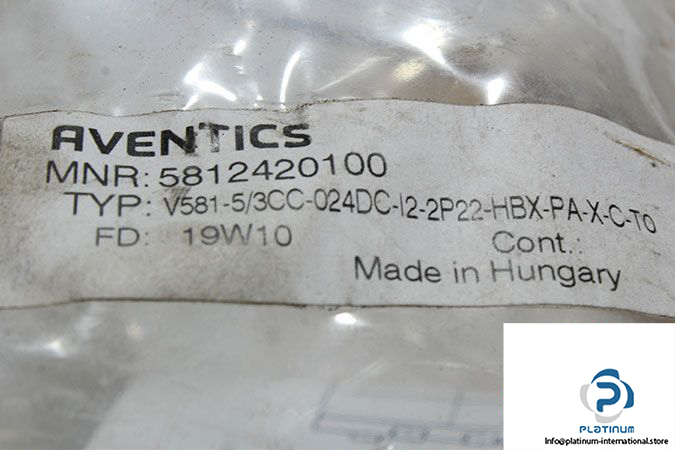 AVENTICS
MNR: 5812420100
TYP: V581-5/3CC-024DC-I2-2P22-HBX-PA-X-C-TO
FD: 19W10 Cont.:
Made in Hungary
PLATINUM
Info@platinum-international.store